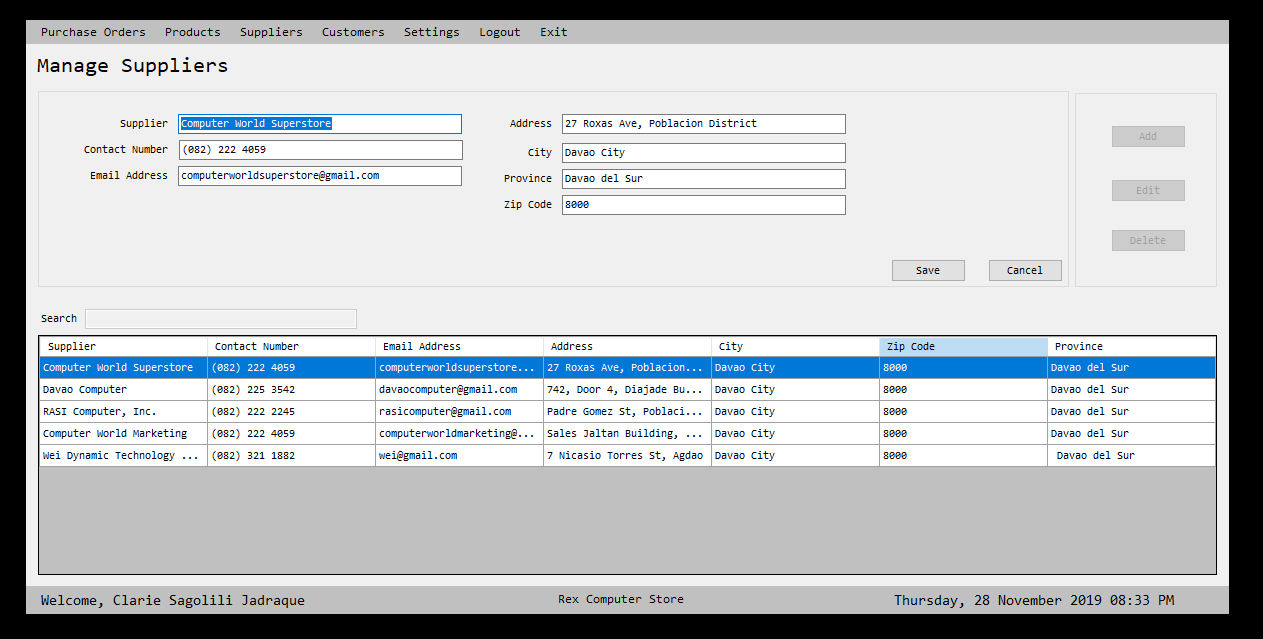 Purchase Orders Products Suppliers Customers Settings Logout Exit
Manage Suppliers
Supplier Computer World Superstore Address 27 Roxas Ave, Poblacion District Add
Contact Number (082) 222 4059 City Davao City
Email Address computerworldsuperstore@gmail.com Province Davao del Sur Edit
Zip Code 8000
Delete
Save Cancel
Search
Supplier Contact Number Email Address Address City Zip Code Province
Computer World Superstore (082) 222 4059 computerworldsuperstore... 27 Roxas Ave, Poblacion... Davao City 8000 Davao del Sur
Davao Computer (082) 225 3542 davaocomputer@gmail.com 742, Door 4, Diajade Bu... Davao City 8000 Davao del Sur
RASI Computer, Inc. (082) 222 2245 rasicomputer@gmail.com Padre Gomez St, Poblaci... Davao City 8000 Davao del Sur
Computer World Marketing (082) 222 4059 computerworldmarketing@... Sales Jaltan Building, ... Davao City 8000 Davao del Sur
Wei Dynamic Technology ... (082) 321 1882 wei@gmail.com 7 Nicasio Torres St, Agdao Davao City 8000 Davao del Sur
Welcome, Clarie Sagolili Jadraque Rex Computer Store Thursday, 28 November 2019 08:33 PM